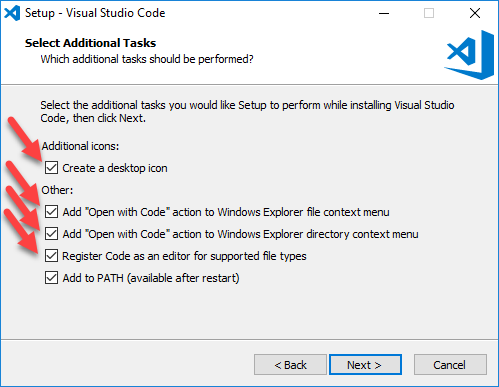 Setup - Visual Studio Code
Select Additional Tasks
Which additional tasks should be performed?
Select the additional tasks you would like Setup to perform while installing Visual Studio
Code, then click Next.
Additional icons:
Create a desktop icon
Other:
Add "Open with Code" action to Windows Explorer file context menu
Add "Open with Code" action to Windows Explorer directory context menu
Register Code as an editor for supported file types
Add to PATH (available after restart)
< Back Next > Cancel